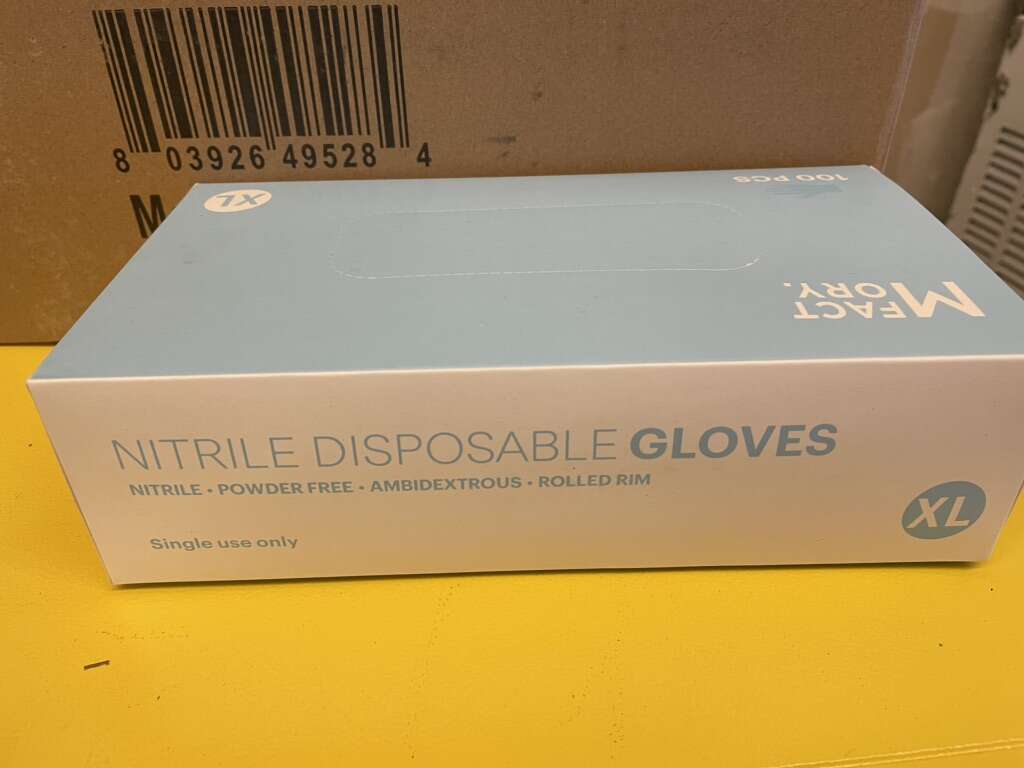 8 03926 49528 4
M
XL
100 PCS
M FACT
ORY.
NITRILE DISPOSABLE GLOVES
NITRILE • POWDER FREE • AMBIDEXTROUS • ROLLED RIM
XL
Single use only